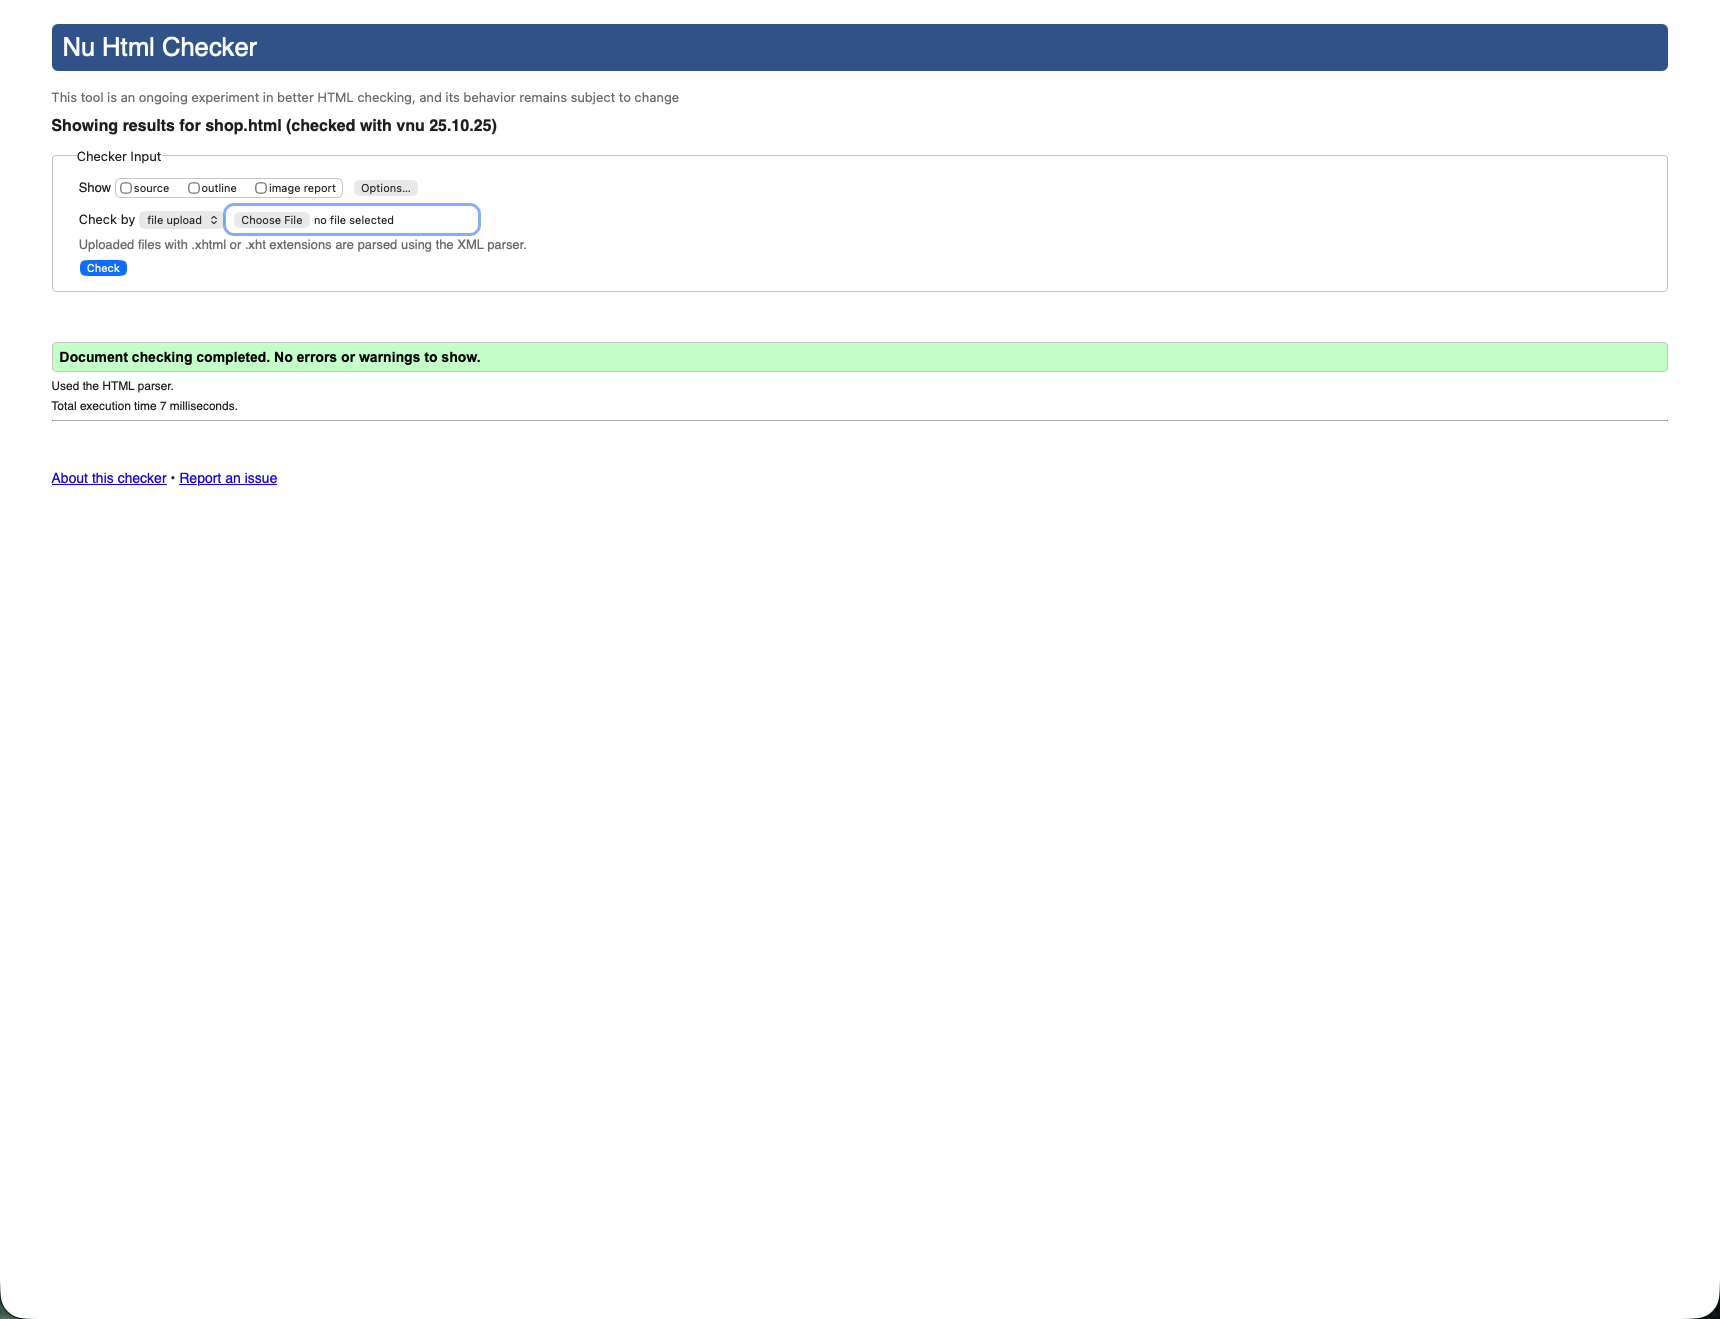 Nu Html Checker
This tool is an ongoing experiment in better HTML checking, and its behavior remains subject to change
Showing results for shop.html (checked with vnu 25.10.25)
Checker Input
Show source outline image report Options...
Check by file upload Choose File no file selected
Uploaded files with .xhtml or .xht extensions are parsed using the XML parser.
Check
Document checking completed. No errors or warnings to show.
Used the HTML parser.
Total execution time 7 milliseconds.
About this checker • Report an issue